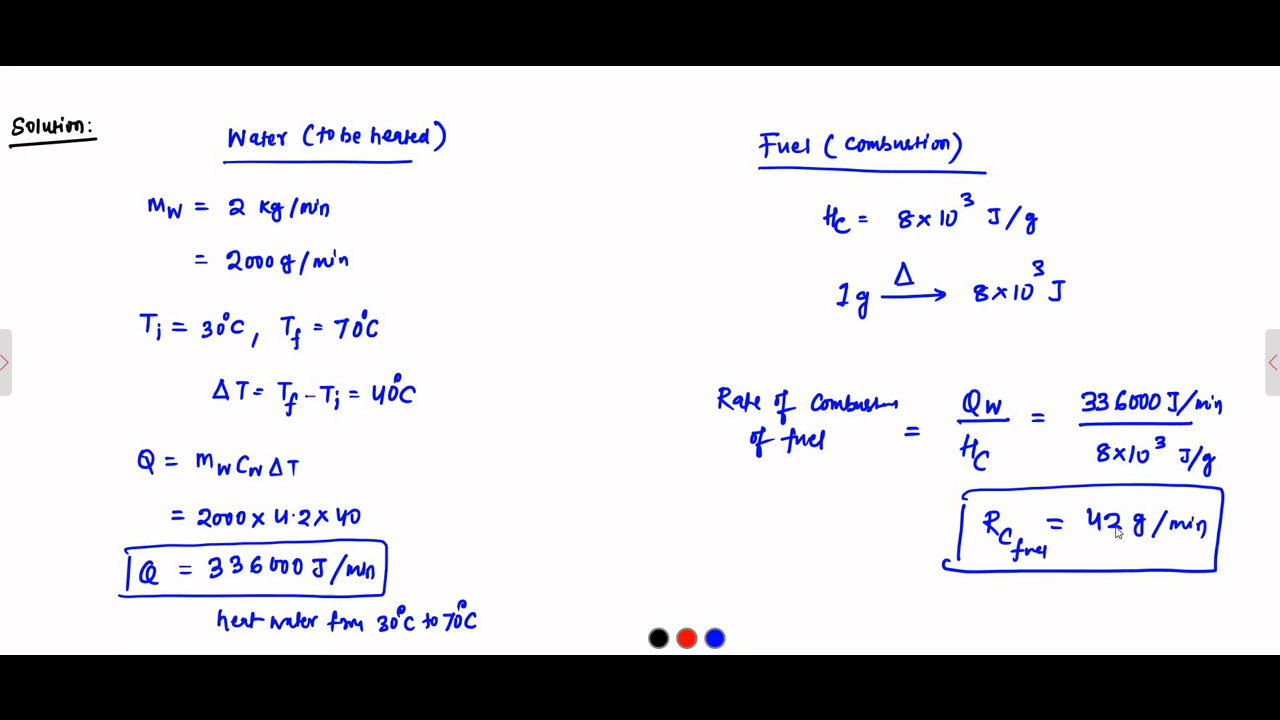 Solution:
Water (to be heated)
mw = 2 kg/min
= 2000 g/min
Ti = 30°C, Tf = 70°C
ΔT = Tf - Ti = 40°C
Q = mw Cw ΔT
= 2000 × 4.2 × 40
Q = 336000 J/min
heat water from 30°C to 70°C
Fuel (combustion)
Hc = 8×10³ J/g
1g Δ→ 8×10³ J
Rate of combustion of fuel = Qw/Hc = 336000 J/min / 8×10³ J/g
RC fuel = 42 g/min